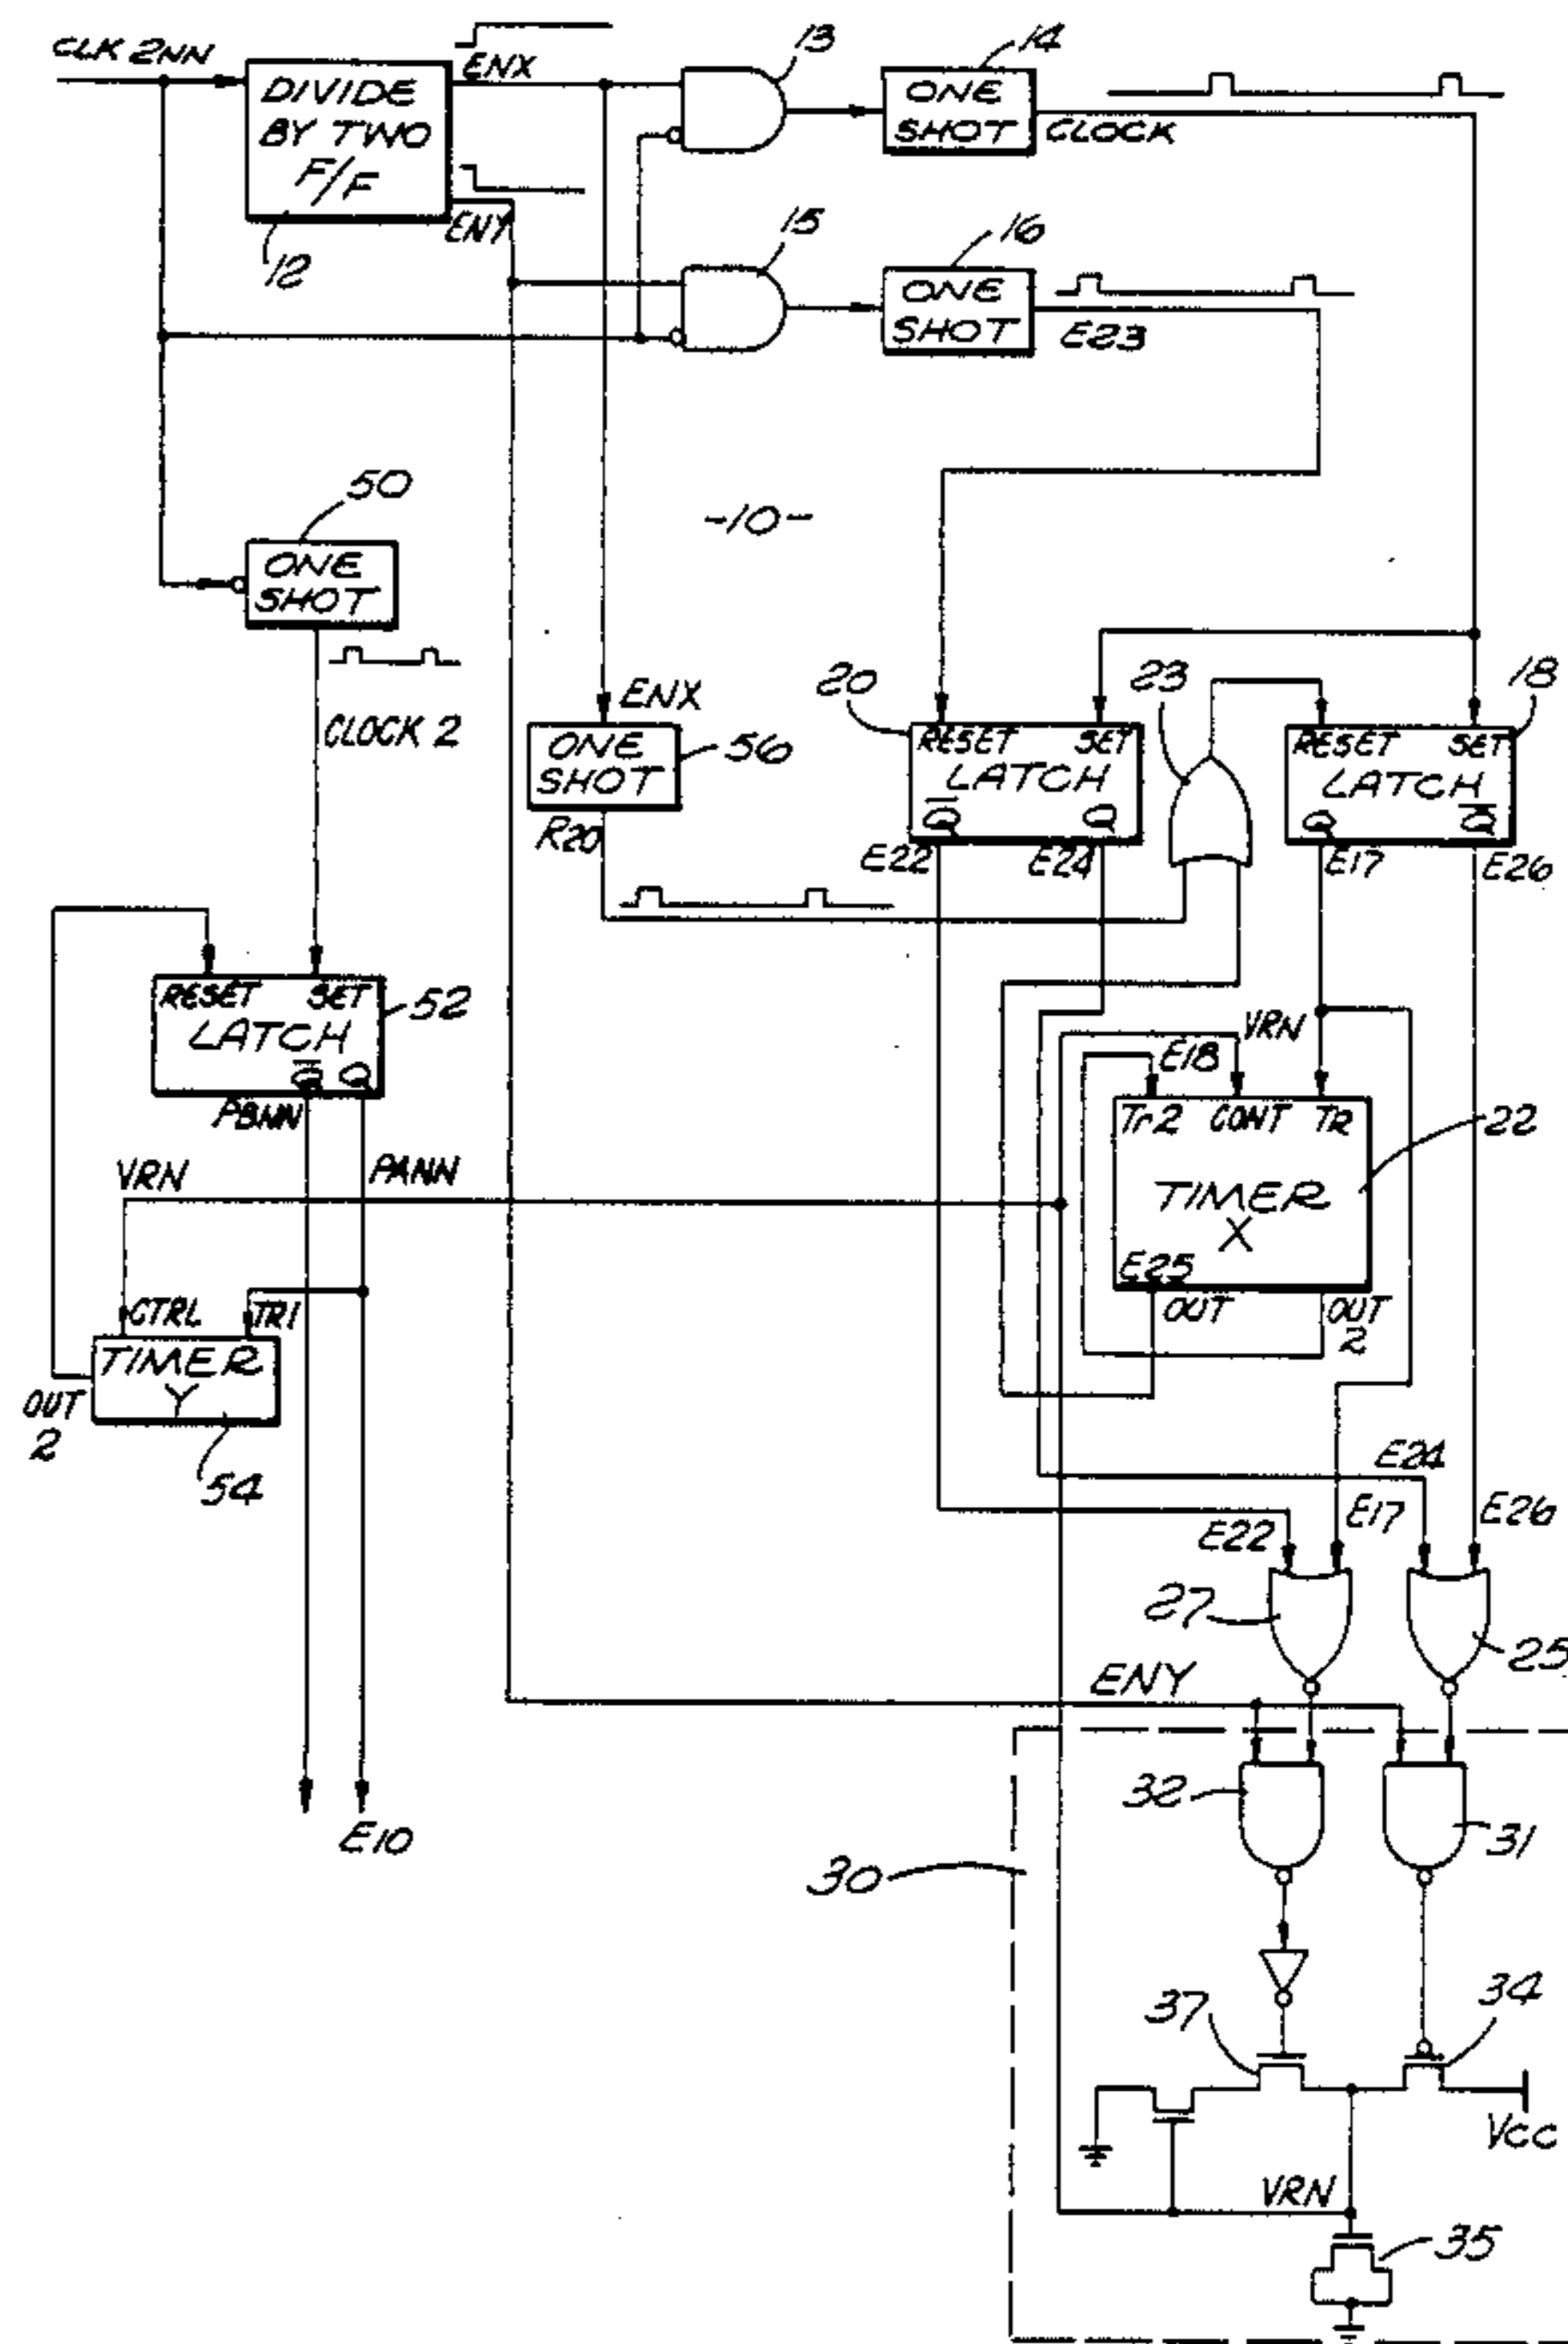 CLK 2NN
DIVIDE
BY TWO
F/F
12
ENX
ENY
13
14
ONE
SHOT
CLOCK
15
16
ONE
SHOT
E23
50
ONE
SHOT
CLOCK 2
-10-
ENX
ONE
SHOT
56
R20
20
RESET SET
LATCH
Q̅ Q
E22 E24
23
18
RESET SET
LATCH
Q Q̅
E17 E26
RESET SET
LATCH
Q̅ Q
52
PBNN
PANN
VRN
CTRL TR1
TIMER
Y
OUT
2
54
E10
E18
VRN
Tr2 CONT TR
TIMER
X
E25
OUT
OUT
2
22
E24
E22
E17
E26
27
25
ENY
32
31
30
37
34
Vcc
VRN
35